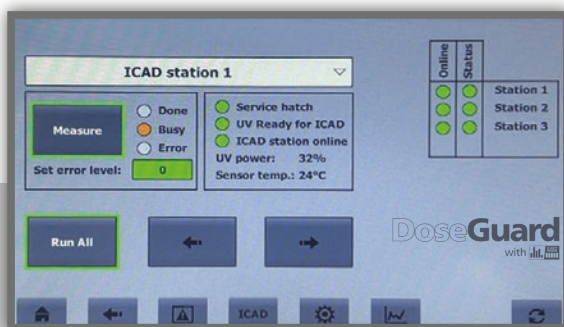 ICAD station 1
Measure
Done
Busy
Error
Set error level: 0
Service hatch
UV Ready for ICAD
ICAD station online
UV power: 32%
Sensor temp.: 24°C
Online
Status
Station 1
Station 2
Station 3
Run All
DoseGuard
with
ICAD